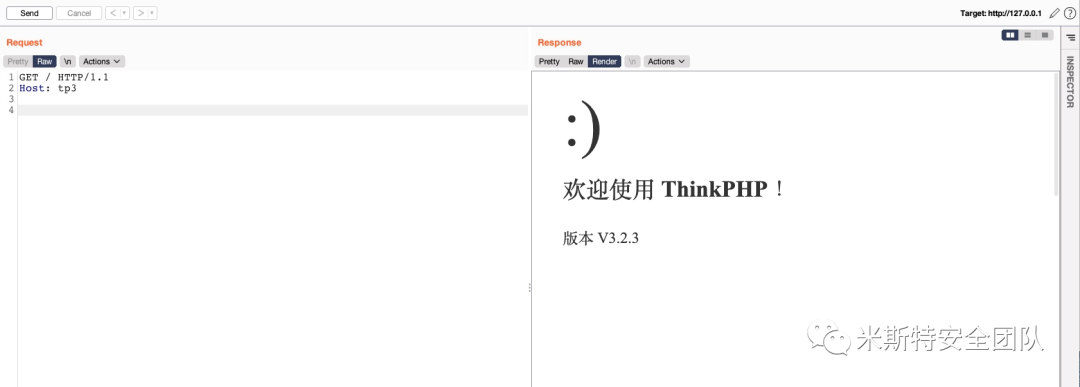 Send Cancel < > Target: http://127.0.0.1
Request
Pretty Raw \n Actions
1 GET / HTTP/1.1
2 Host: tp3
3
4
Response
Pretty Raw Render \n Actions
:)
欢迎使用 ThinkPHP！
版本 V3.2.3
INSPECTOR
米斯特安全团队